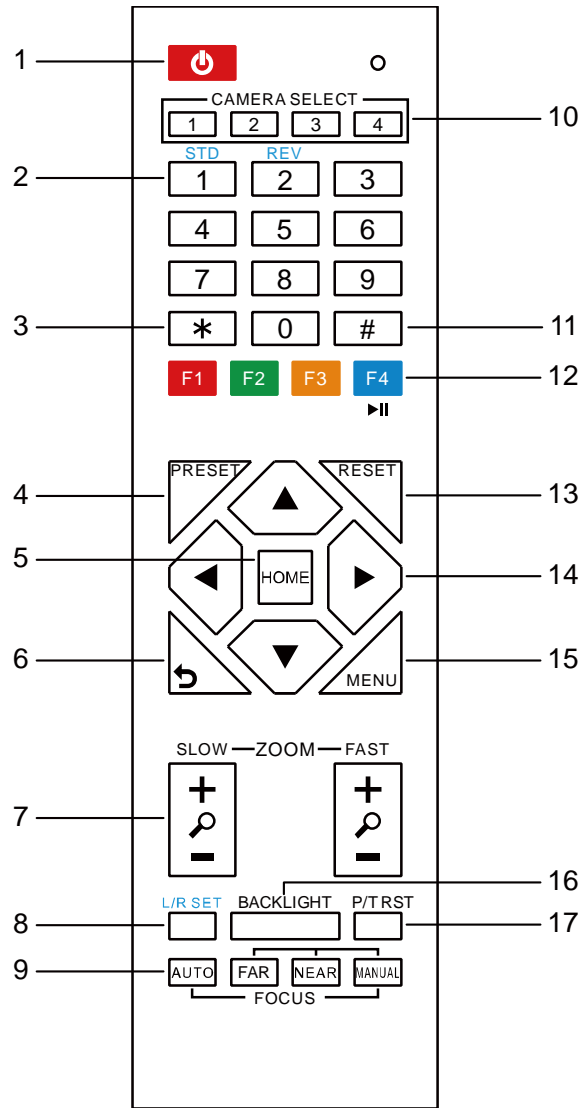 1
CAMERA SELECT
10
1 2 3 4
STD REV
2
1 2 3
4 5 6
7 8 9
3
* 0 #
11
F1 F2 F3 F4
12
PRESET RESET
4
13
5
HOME
14
6
MENU
15
SLOW ZOOM FAST
7
+ +
− −
16
L/R SET BACKLIGHT P/T RST
8
17
9
AUTO FAR NEAR MANUAL
FOCUS